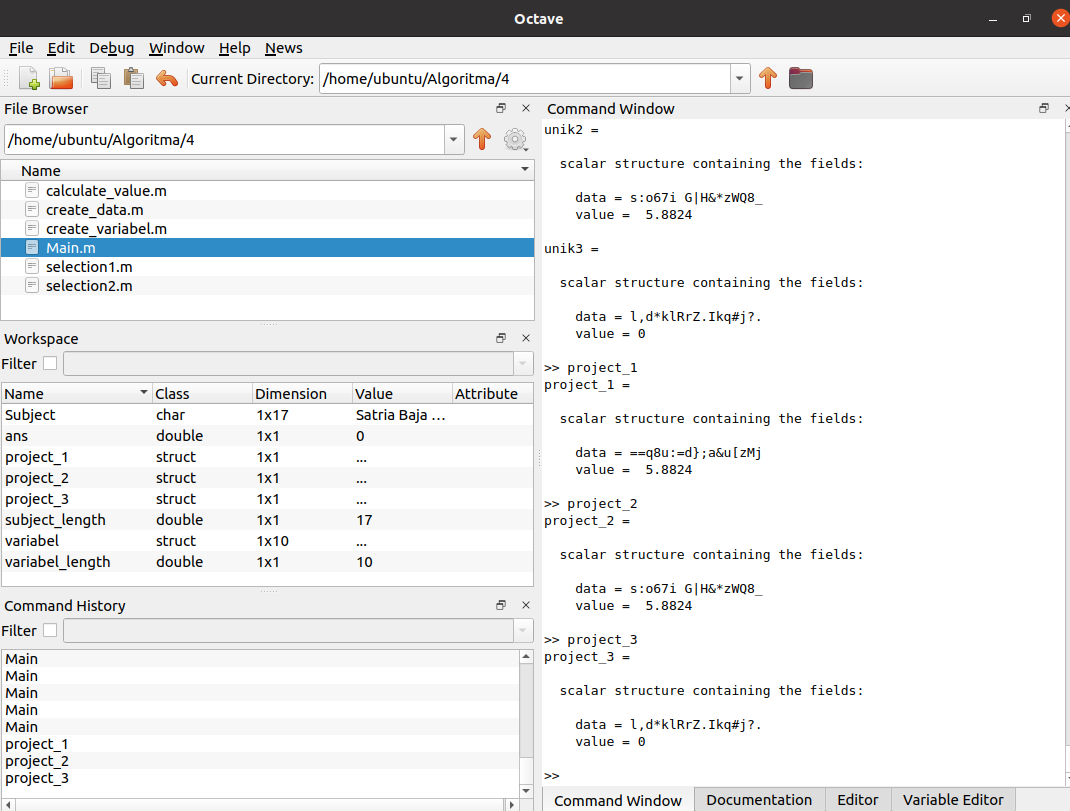 Octave
File Edit Debug Window Help News
Current Directory: /home/ubuntu/Algoritma/4
File Browser
/home/ubuntu/Algoritma/4
Name
calculate_value.m
create_data.m
create_variabel.m
Main.m
selection1.m
selection2.m
Workspace
Filter
Name Class Dimension Value Attribute
Subject char 1x17 Satria Baja ...
ans double 1x1 0
project_1 struct 1x1 ...
project_2 struct 1x1 ...
project_3 struct 1x1 ...
subject_length double 1x1 17
variabel struct 1x10 ...
variabel_length double 1x1 10
Command History
Filter
Main
Main
Main
Main
Main
project_1
project_2
project_3
Command Window
unik2 =
scalar structure containing the fields:
data = s:o67i G|H&*zWQ8_
value =  5.8824
unik3 =
scalar structure containing the fields:
data = l,d*klRrZ.Ikq#j?.
value = 0
>> project_1
project_1 =
scalar structure containing the fields:
data = ==q8u:=d};a&u[zMj
value =  5.8824
>> project_2
project_2 =
scalar structure containing the fields:
data = s:o67i G|H&*zWQ8_
value =  5.8824
>> project_3
project_3 =
scalar structure containing the fields:
data = l,d*klRrZ.Ikq#j?.
value = 0
>>
Command Window Documentation Editor Variable Editor